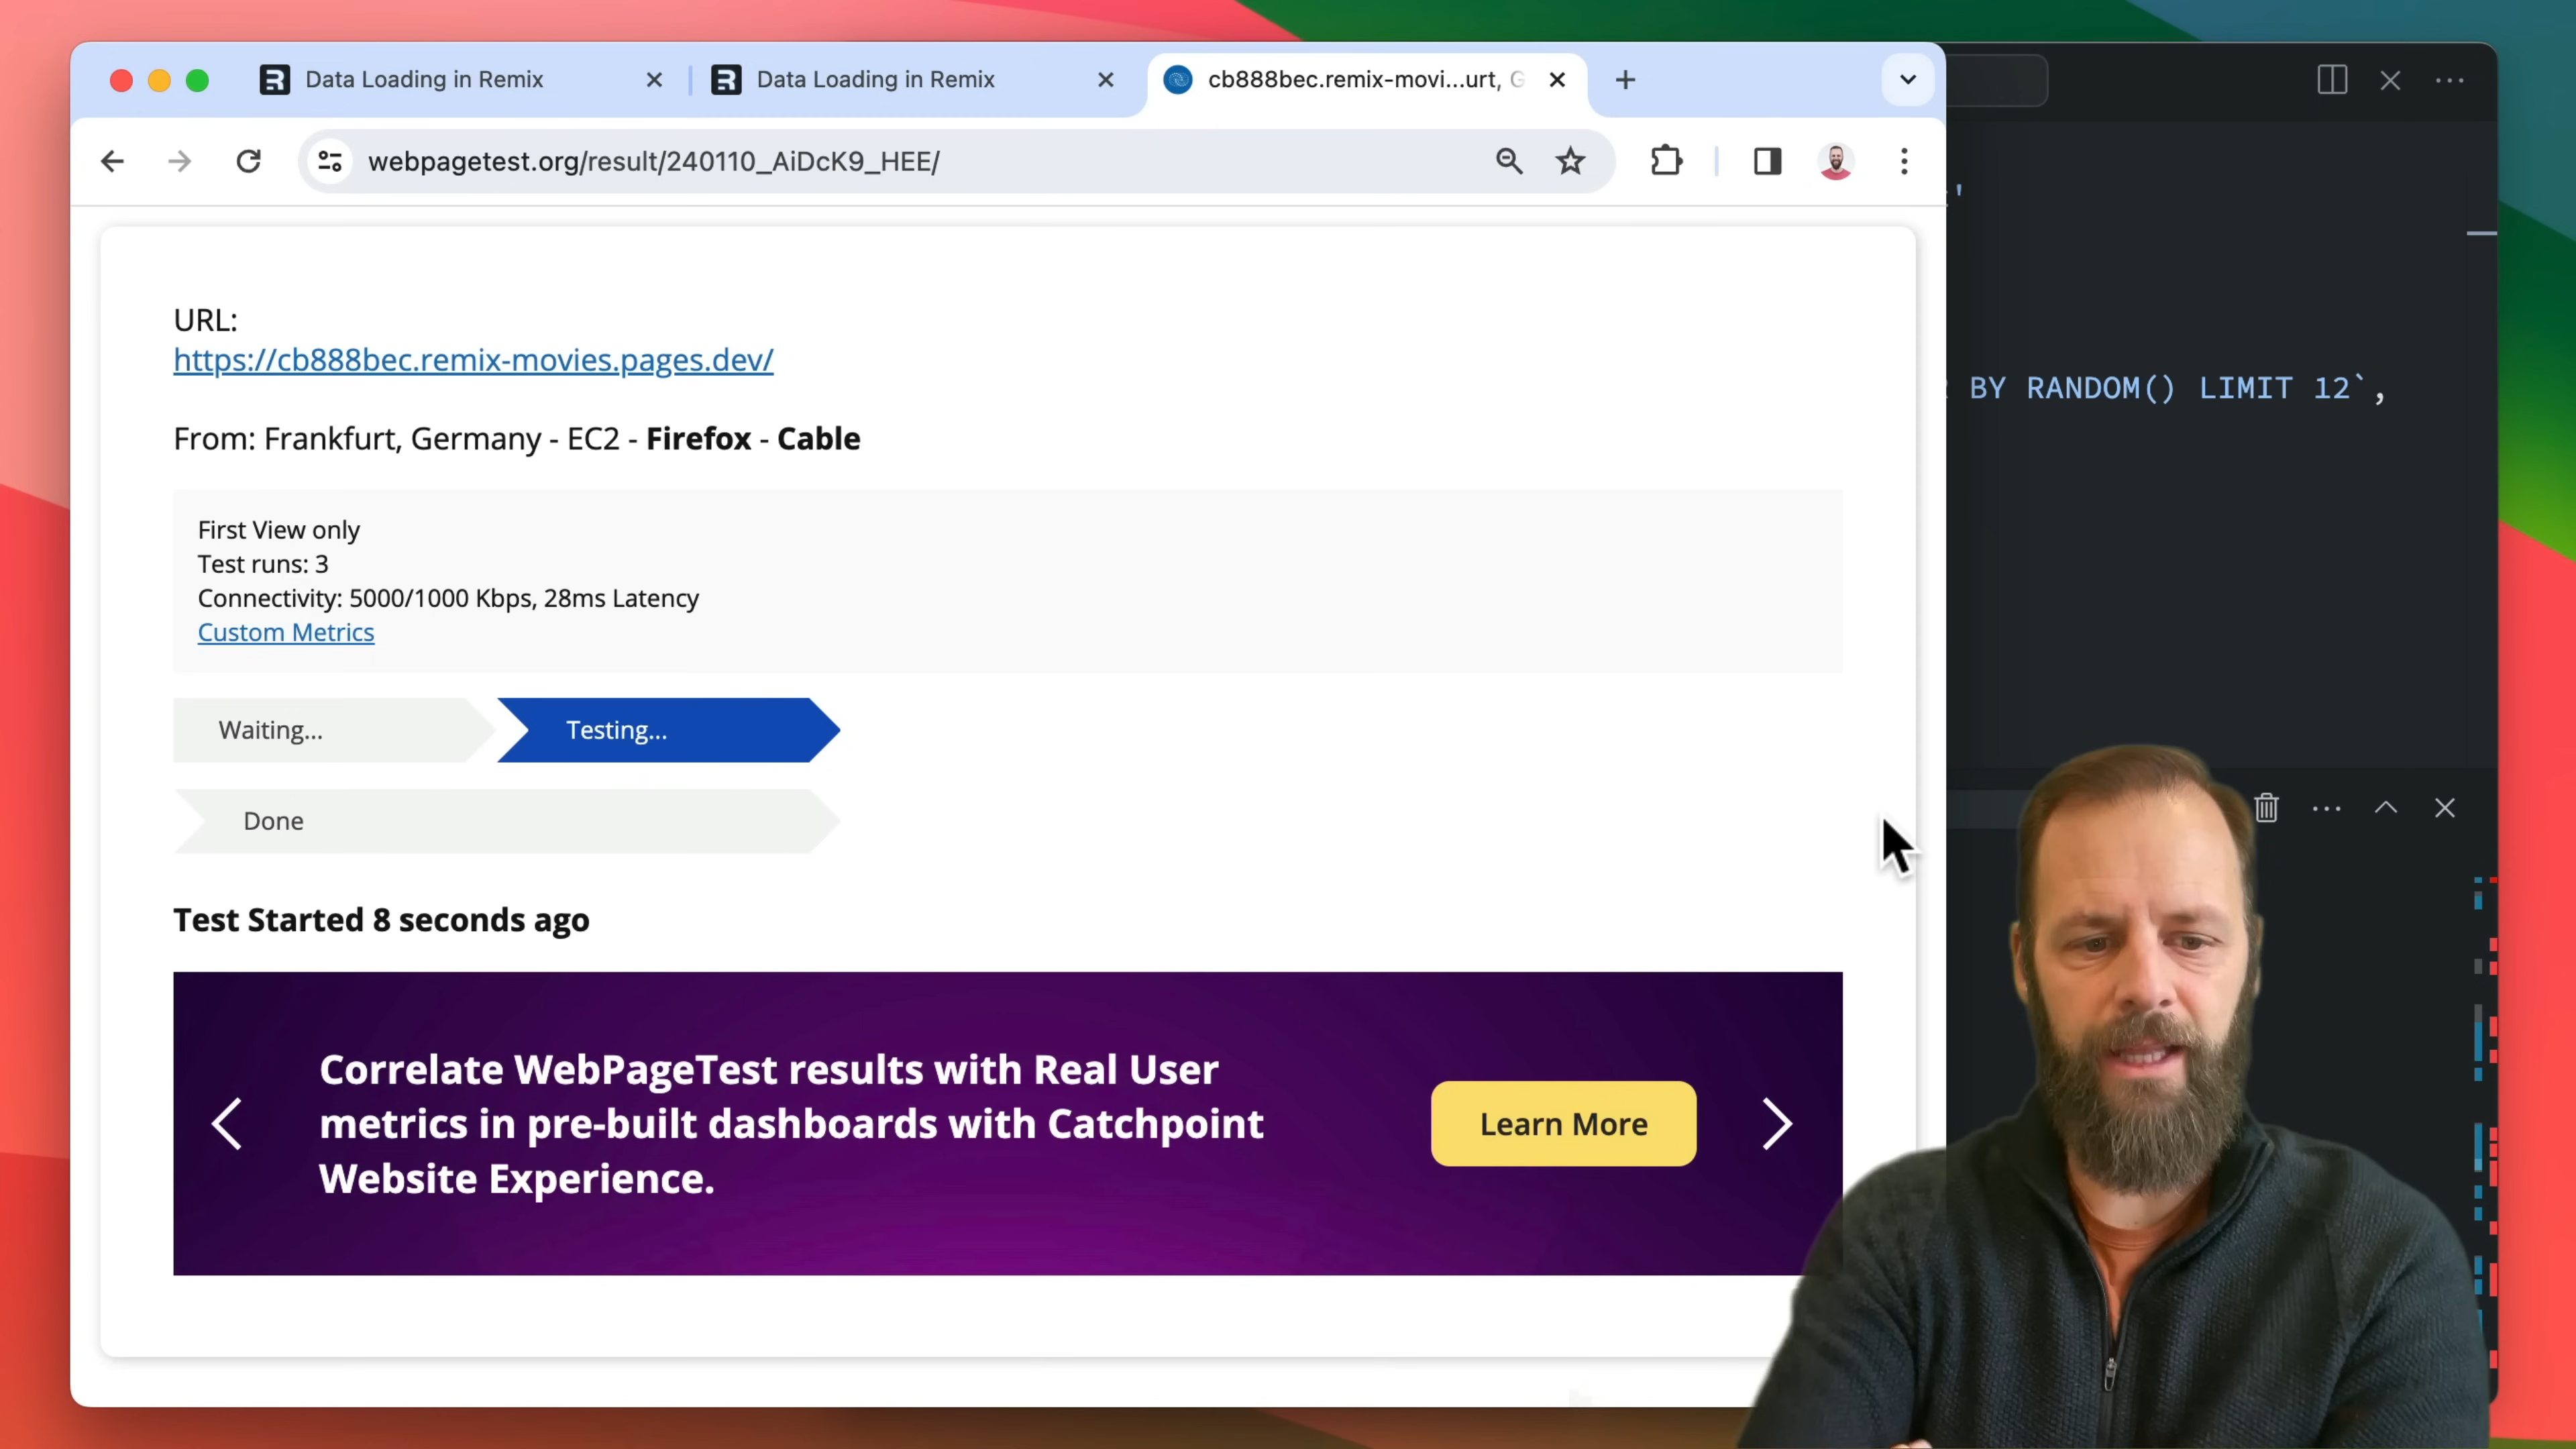 Data Loading in Remix
Data Loading in Remix
cb888bec.remix-movi...urt, G
webpagetest.org/result/240110_AiDcK9_HEE/
URL:
https://cb888bec.remix-movies.pages.dev/
From: Frankfurt, Germany - EC2 - Firefox - Cable
First View only
Test runs: 3
Connectivity: 5000/1000 Kbps, 28ms Latency
Custom Metrics
Waiting...
Testing...
Done
Test Started 8 seconds ago
Correlate WebPageTest results with Real User
metrics in pre-built dashboards with Catchpoint
Website Experience.
Learn More
BY RANDOM() LIMIT 12`,